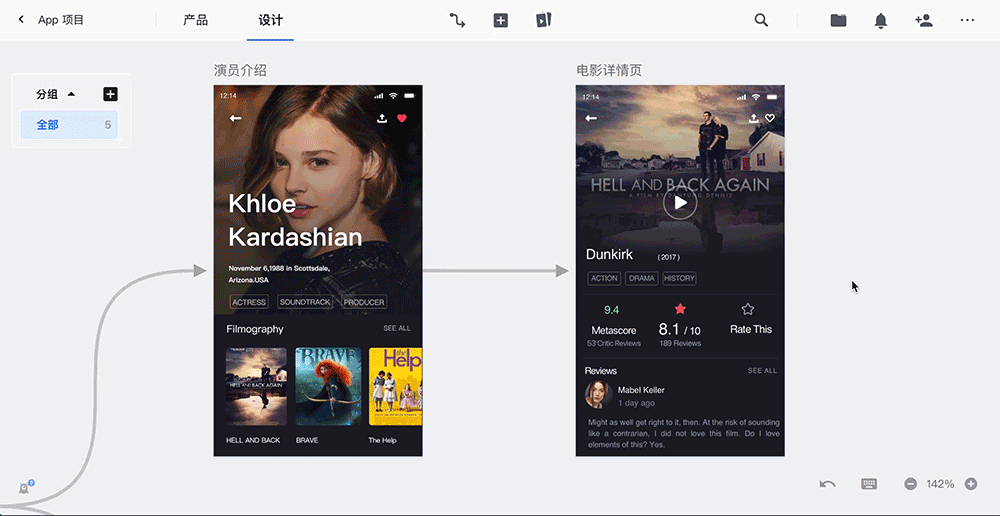 App 项目
产品
设计
分组
全部
5
演员介绍
12:14
Khloe
Kardashian
November 6,1988 in Scottsdale,
Arizona.USA
ACTRESS
SOUNDTRACK
PRODUCER
Filmography
SEE ALL
HELL AND BACK AGAIN
BRAVE
the
Help
HELL AND BACK
BRAVE
The Help
电影详情页
12:14
HELL AND BACK AGAIN
A FILM BY DANFUNG DENNIS
Dunkirk
( 2017 )
ACTION
DRAMA
HISTORY
9.4
Metascore
53 Critic Reviews
8.1 / 10
189 Reviews
Rate This
Reviews
SEE ALL
Mabel Keller
1 day ago
Might as well get right to it, then. At the risk of sounding
like a contrarian, I did not love this film. Do I love
elements of this? Yes.
?
142%